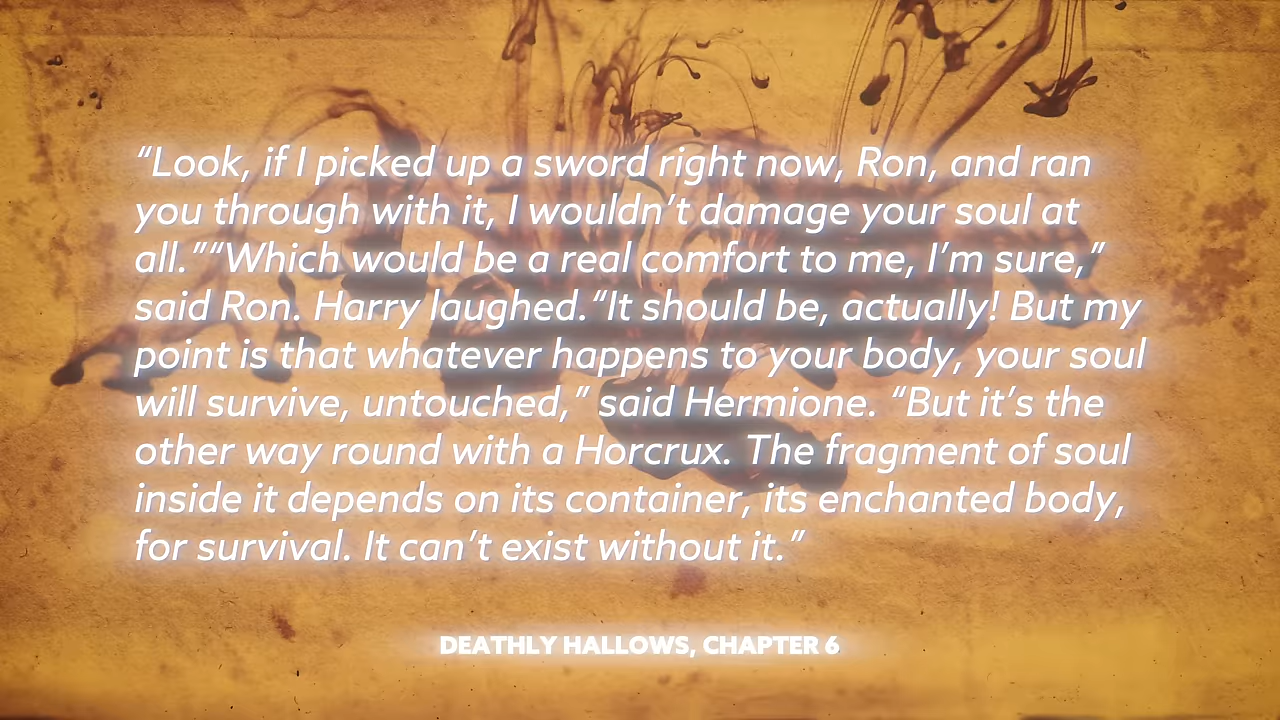 “Look, if I picked up a sword right now, Ron, and ran
you through with it, I wouldn’t damage your soul at
all.”“Which would be a real comfort to me, I’m sure,”
said Ron. Harry laughed.“It should be, actually! But my
point is that whatever happens to your body, your soul
will survive, untouched,” said Hermione. “But it’s the
other way round with a Horcrux. The fragment of soul
inside it depends on its container, its enchanted body,
for survival. It can’t exist without it.”
DEATHLY HALLOWS, CHAPTER 6